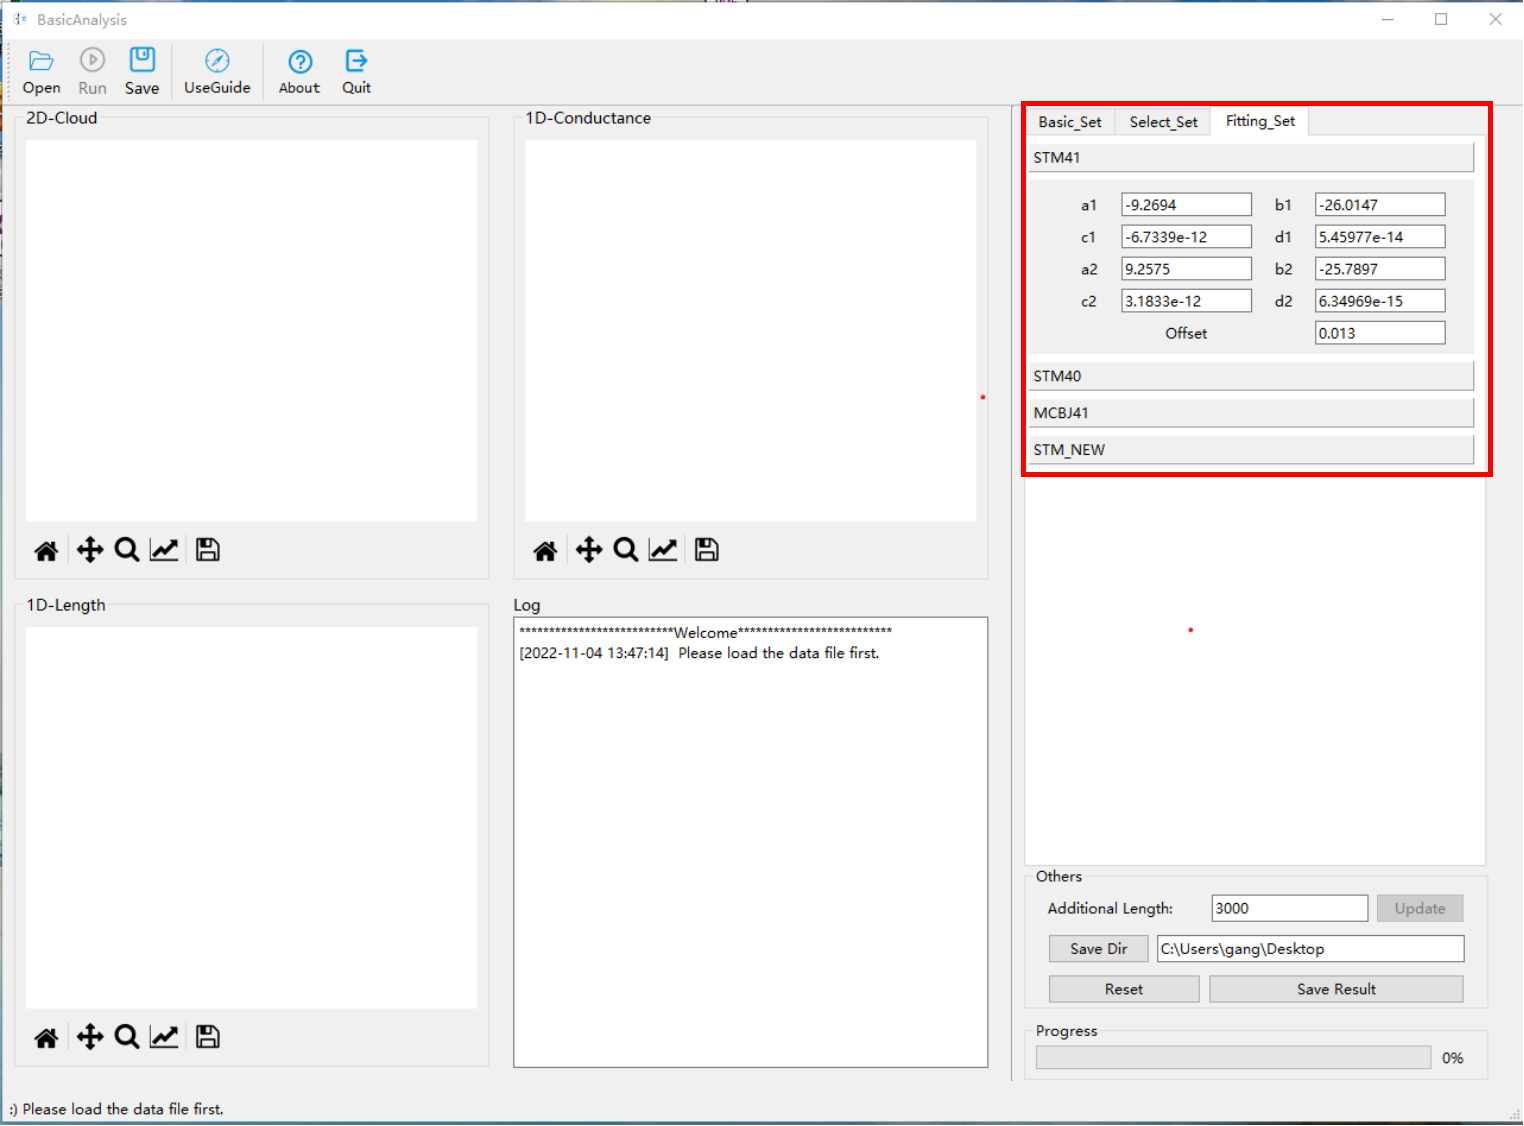 BasicAnalysis
Open Run Save UseGuide About Quit
2D-Cloud
1D-Conductance
1D-Length
Log
**************************Welcome**************************
[2022-11-04 13:47:14] Please load the data file first.
Basic_Set Select_Set Fitting_Set
STM41
a1 -9.2694 b1 -26.0147
c1 -6.7339e-12 d1 5.45977e-14
a2 9.2575 b2 -25.7897
c2 3.1833e-12 d2 6.34969e-15
Offset 0.013
STM40
MCBJ41
STM_NEW
Others
Additional Length: 3000 Update
Save Dir C:\Users\gang\Desktop
Reset Save Result
Progress
0%
:) Please load the data file first.